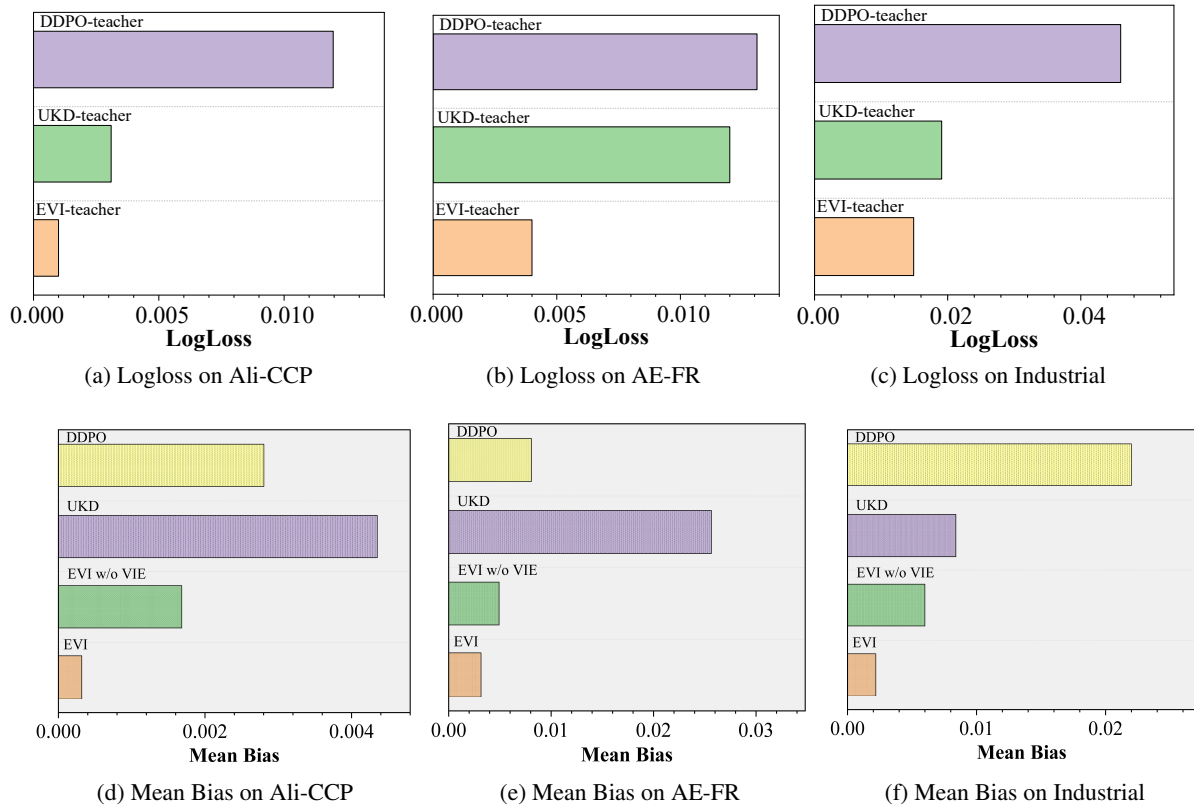 DDPO-teacher
UKD-teacher
EVI-teacher
0.000 0.005 0.010
LogLoss
(a) Logloss on Ali-CCP
DDPO-teacher
UKD-teacher
EVI-teacher
0.000 0.005 0.010
LogLoss
(b) Logloss on AE-FR
DDPO-teacher
UKD-teacher
EVI-teacher
0.00 0.02 0.04
LogLoss
(c) Logloss on Industrial
DDPO
UKD
EVI w/o VIE
EVI
0.000 0.002 0.004
Mean Bias
(d) Mean Bias on Ali-CCP
DDPO
UKD
EVI w/o VIE
EVI
0.00 0.01 0.02 0.03
Mean Bias
(e) Mean Bias on AE-FR
DDPO
UKD
EVI w/o VIE
EVI
0.00 0.01 0.02
Mean Bias
(f) Mean Bias on Industrial